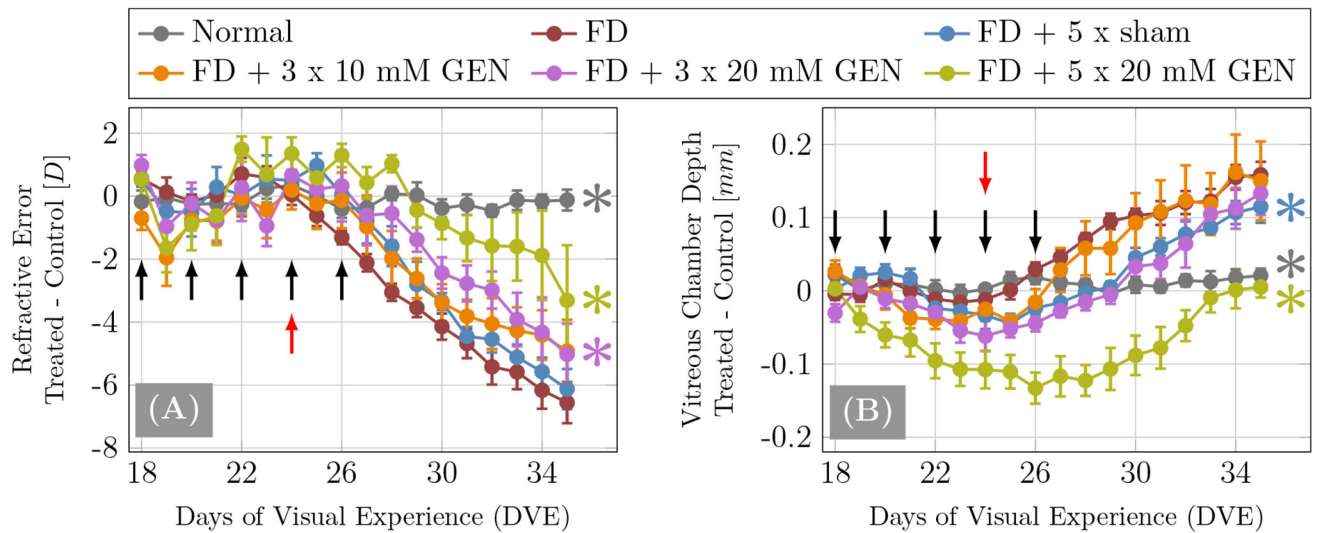 Normal FD FD + 5 x sham
FD + 3 x 10 mM GEN FD + 3 x 20 mM GEN FD + 5 x 20 mM GEN
Refractive Error
Treated - Control [D]
2
0
-2
-4
-6
-8
(A)
18 22 26 30 34
Days of Visual Experience (DVE)
Vitreous Chamber Depth
Treated - Control [mm]
0.2
0.1
0
-0.1
-0.2
(B)
18 22 26 30 34
Days of Visual Experience (DVE)